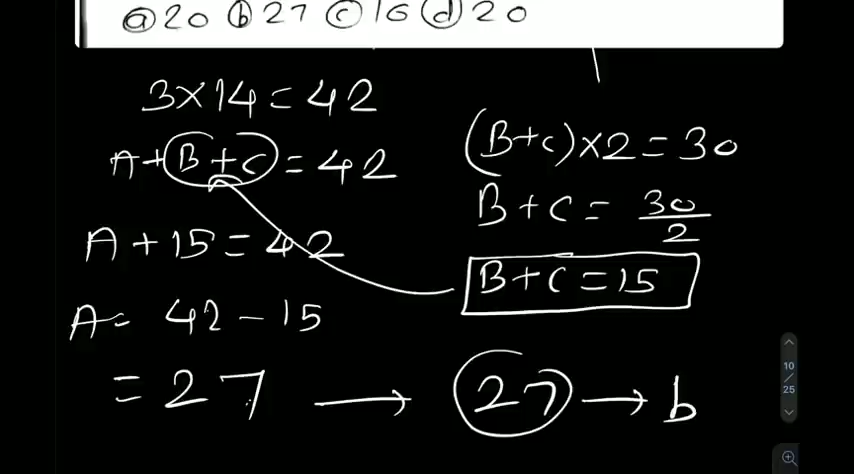 ⓐ20 ⓑ27 ⓒ16 ⓓ20
3×14=42
A+(B+C)=42
A+15=42
A= 42-15
=27 → 27 → b
(B+C)×2=30
B+C= 30/2
B+C=15
10
/
25